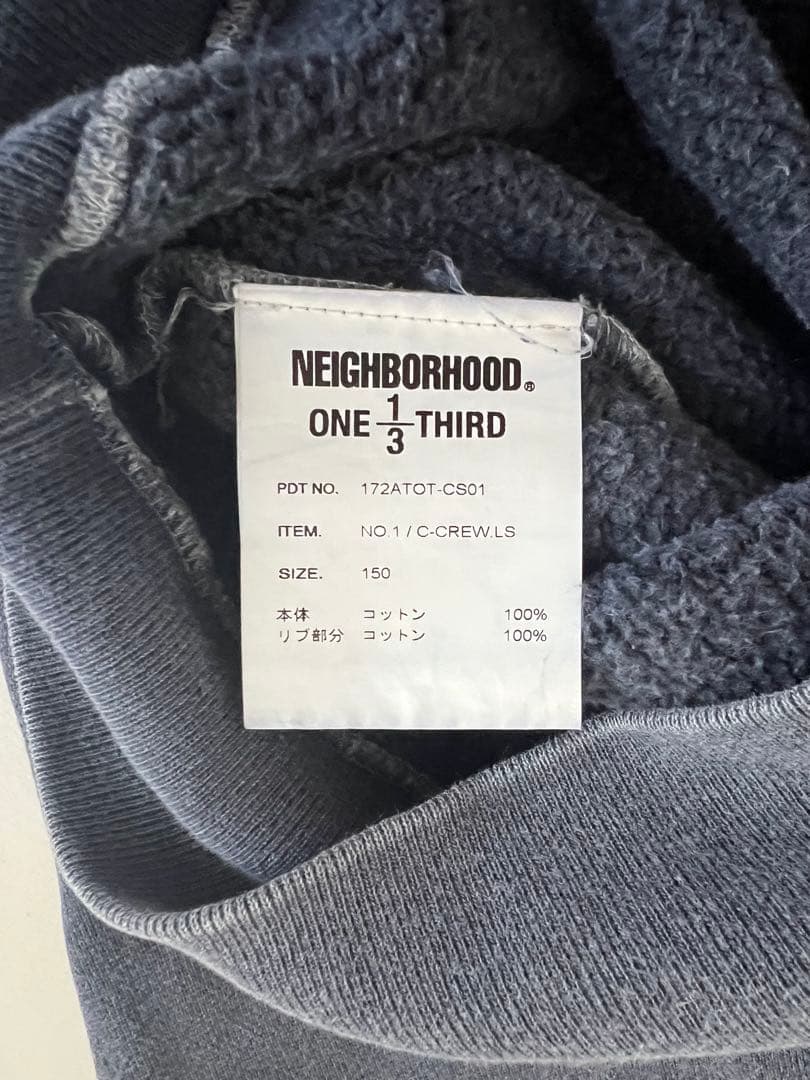 NEIGHBORHOOD®
ONE 1/3 THIRD
PDT NO. 172ATOT-CS01
ITEM. NO.1 / C-CREW.LS
SIZE. 150
本体 コットン 100%
リブ部分 コットン 100%